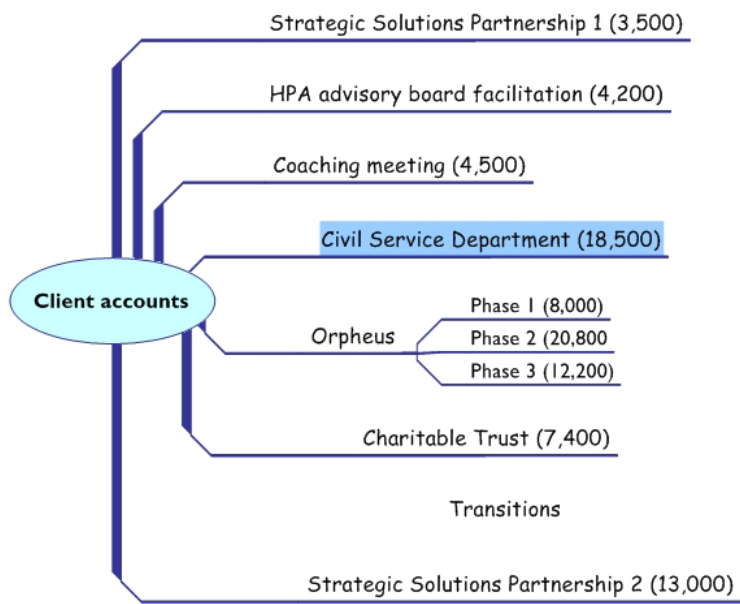 Strategic Solutions Partnership 1 (3,500)
HPA advisory board facilitation (4,200)
Coaching meeting (4,500)
Civil Service Department (18,500)
Client accounts
Orpheus
Phase 1 (8,000)
Phase 2 (20,800
Phase 3 (12,200)
Charitable Trust (7,400)
Transitions
Strategic Solutions Partnership 2 (13,000)